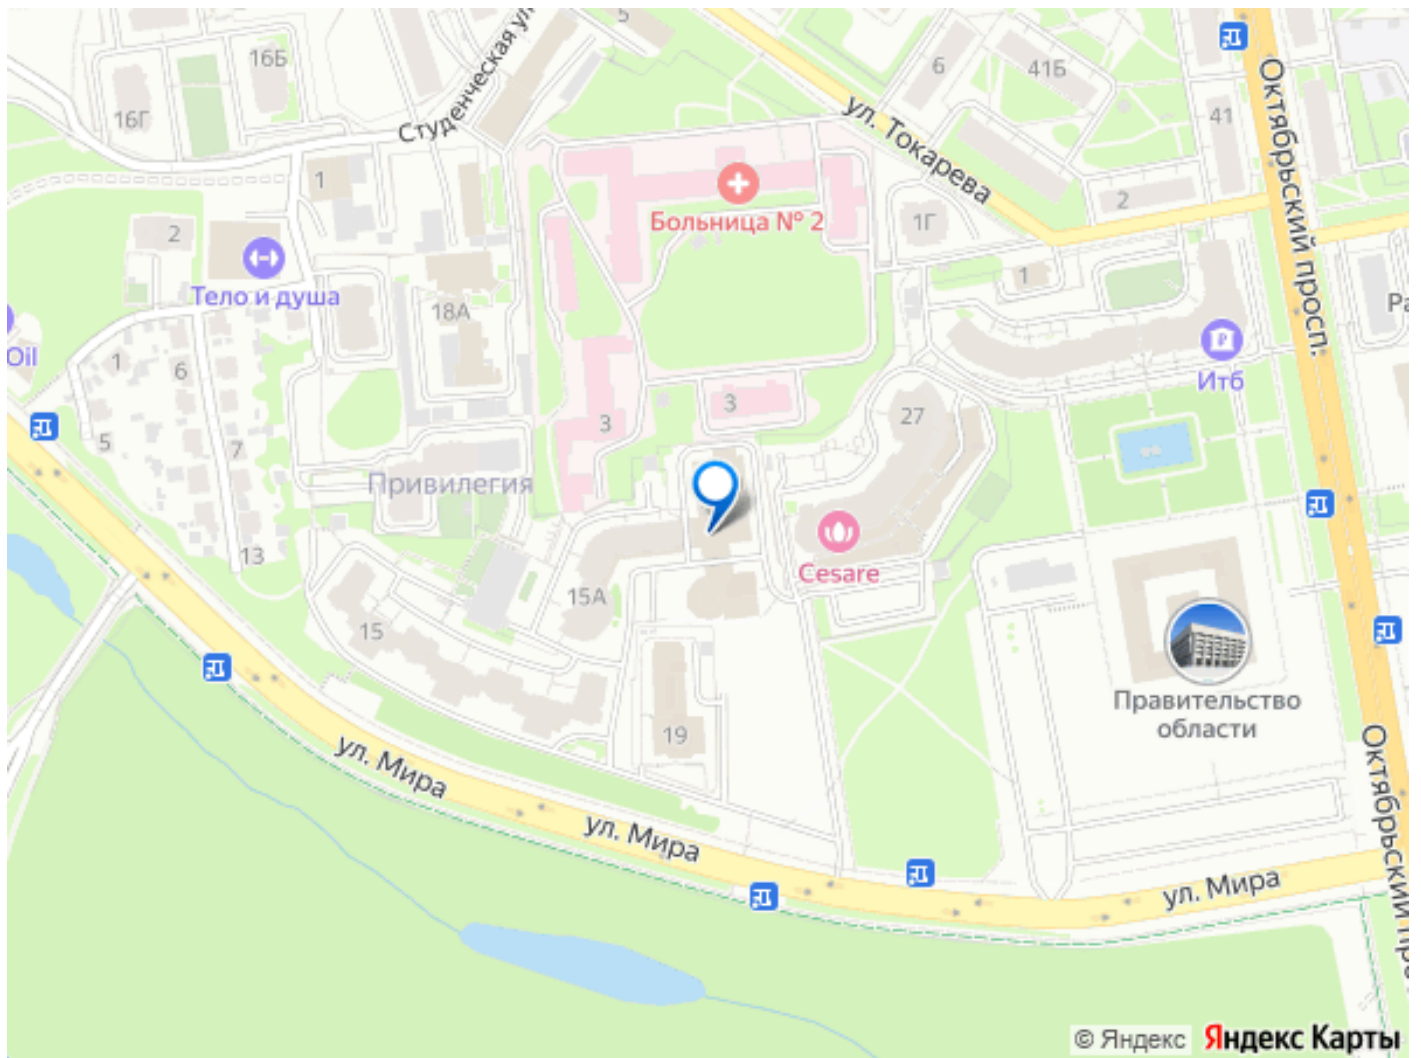 5
16Б
16Г
Студенческая ул.
6
41Б
41
ул. Токарева
Октябрьский просп.
1
Больница № 2
2
1Г
2
Тело и душа
18А
1
Ра
Oil
1
6
Итб
3
3
27
5
7
Привилегия
13
Cesare
15А
15
Правительство
области
19
ул. Мира
ул. Мира
ул. Мира
© Яндекс
Яндекс Карты